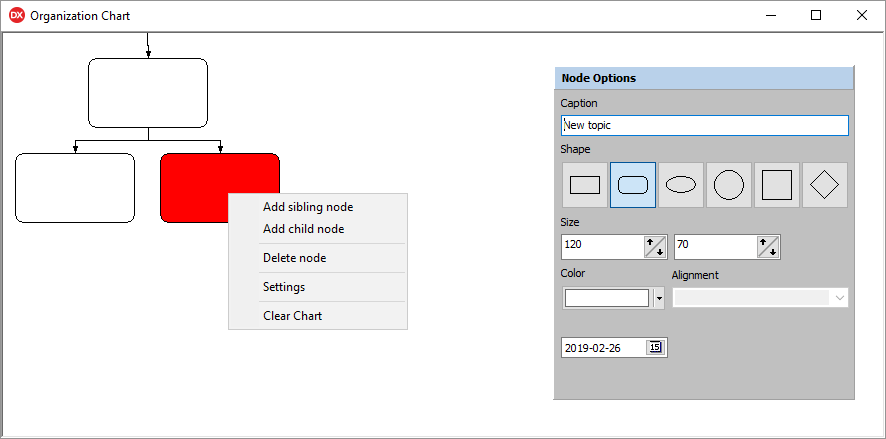 DX Organization Chart
Add sibling node
Add child node
Delete node
Settings
Clear Chart
Node Options
Caption
New topic
Shape
Size
120 70
Color Alignment
2019-02-26 15